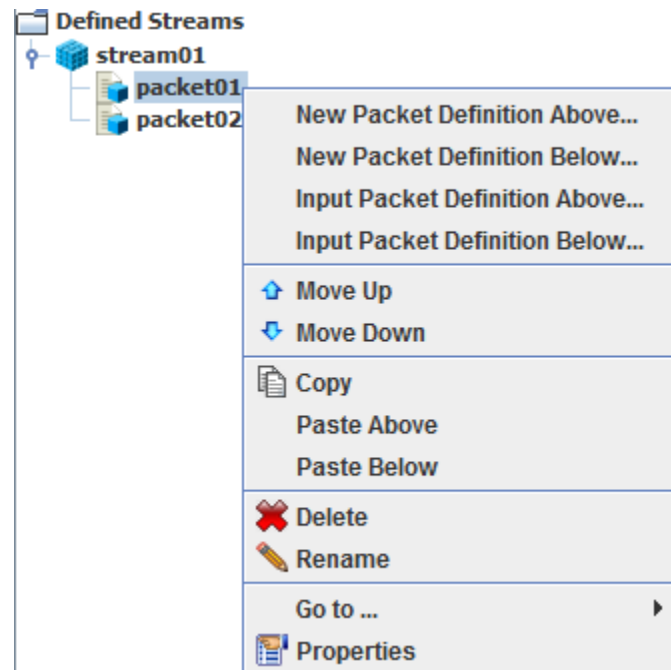 Defined Streams
stream01
packet01
packet02
New Packet Definition Above...
New Packet Definition Below...
Input Packet Definition Above...
Input Packet Definition Below...
Move Up
Move Down
Copy
Paste Above
Paste Below
Delete
Rename
Go to ...
Properties